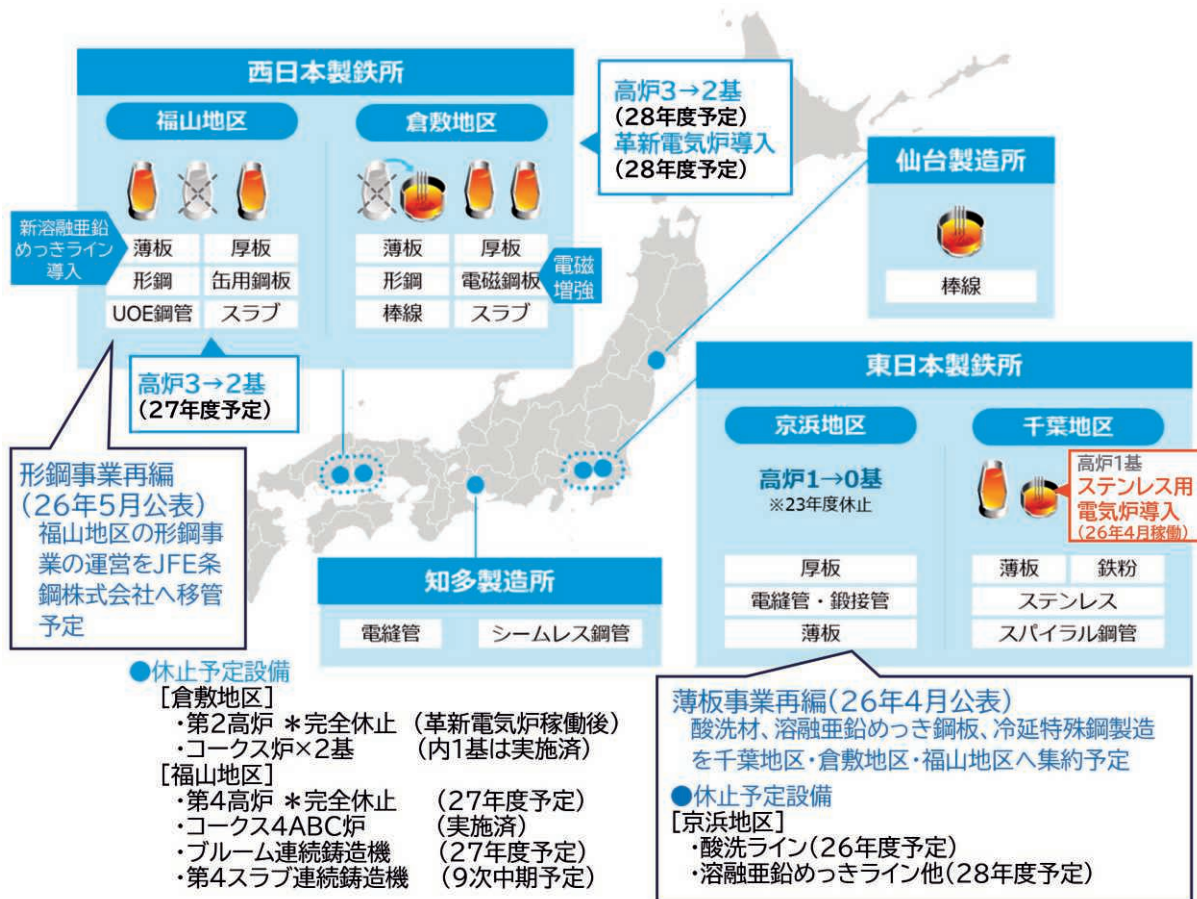 西日本製鉄所
福山地区
倉敷地区
新溶融亜鉛
めっきライン
導入
薄板
厚板
形鋼
缶用鋼板
UOE鋼管
スラブ
薄板
厚板
形鋼
電磁鋼板
棒線
スラブ
電磁
増強
高炉3→2基
(28年度予定)
革新電気炉導入
(28年度予定)
高炉3→2基
(27年度予定)
仙台製造所
棒線
東日本製鉄所
京浜地区
高炉1→0基
※23年度休止
厚板
電縫管・鍛接管
薄板
千葉地区
高炉1基
ステンレス用
電気炉導入
(26年4月稼働)
薄板
鉄粉
ステンレス
スパイラル鋼管
形鋼事業再編
(26年5月公表)
福山地区の形鋼事
業の運営をJFE条
鋼株式会社へ移管
予定
知多製造所
電縫管
シームレス鋼管
●休止予定設備
[倉敷地区]
・第2高炉 *完全休止 (革新電気炉稼働後)
・コークス炉×2基 (内1基は実施済)
[福山地区]
・第4高炉 *完全休止 (27年度予定)
・コークス4ABC炉 (実施済)
・ブルーム連続鋳造機 (27年度予定)
・第4スラブ連続鋳造機 (9次中期予定)
薄板事業再編(26年4月公表)
酸洗材、溶融亜鉛めっき鋼板、冷延特殊鋼製造
を千葉地区・倉敷地区・福山地区へ集約予定
●休止予定設備
[京浜地区]
・酸洗ライン(26年度予定)
・溶融亜鉛めっきライン他(28年度予定)